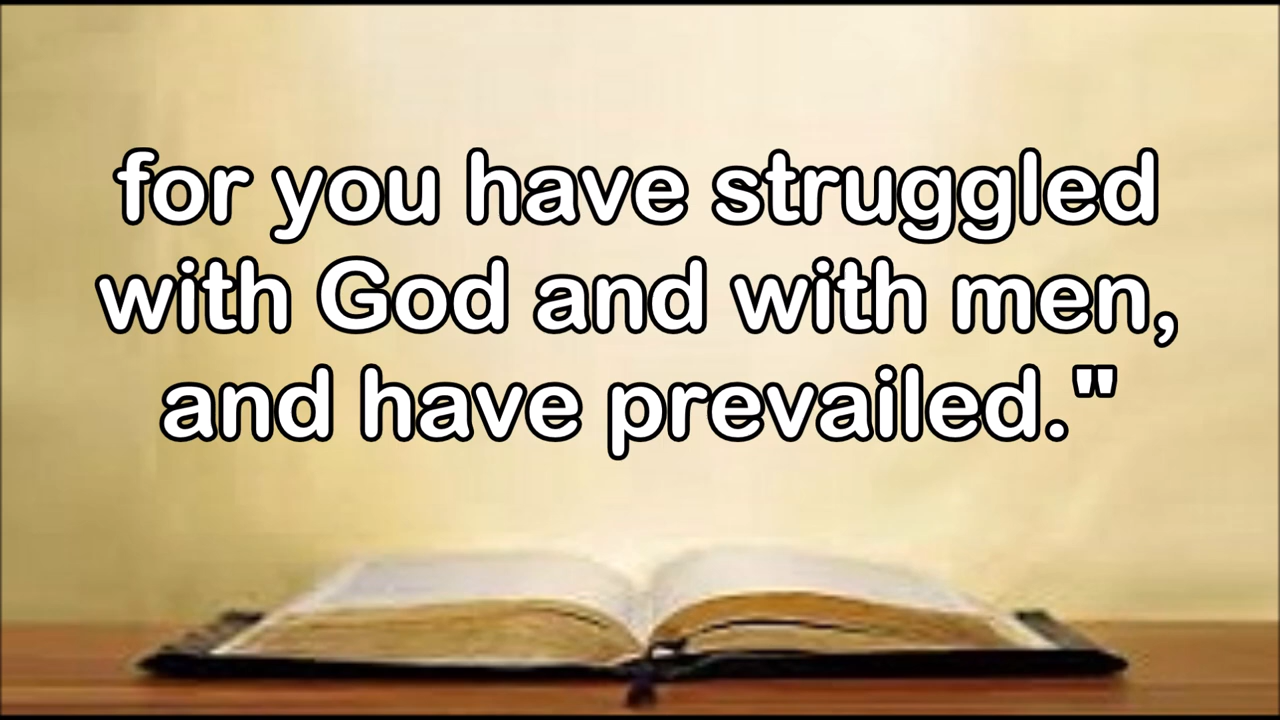 for you have struggled
with God and with men,
and have prevailed."